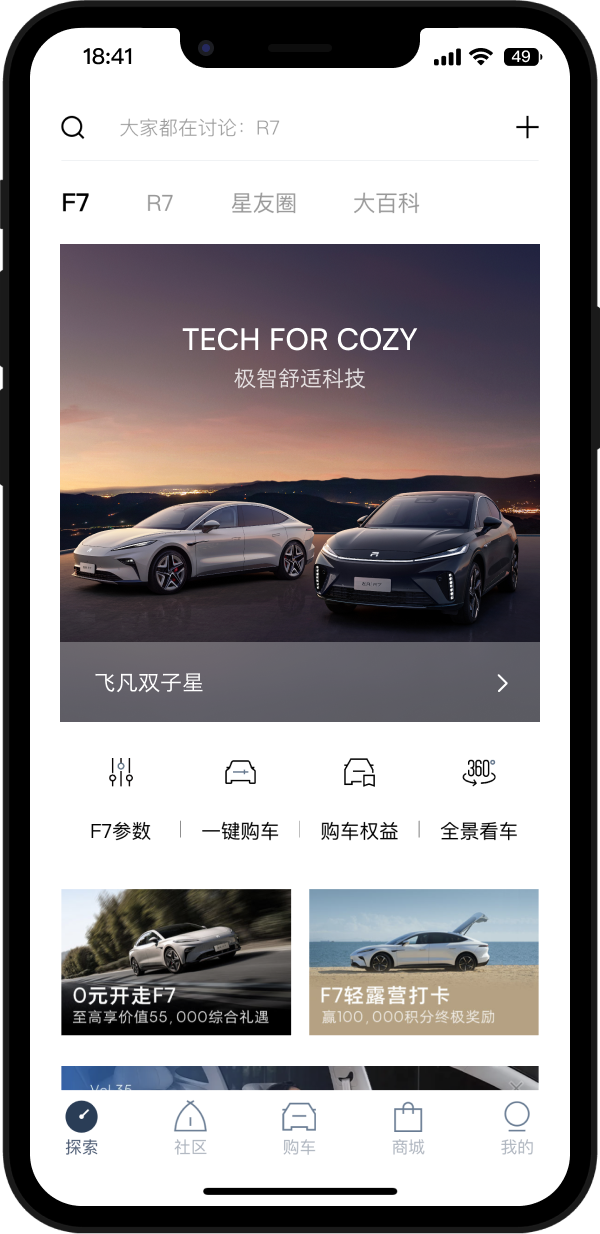 18:41
49
大家都在讨论：R7
F7
R7
星友圈
大百科
TECH FOR COZY
极智舒适科技
飞凡双子星
360°
F7参数
一键购车
购车权益
全景看车
0元开走F7
至高享价值55,000综合礼遇
F7轻露营打卡
赢100,000积分终极奖励
Vol.35
探索
社区
购车
商城
我的